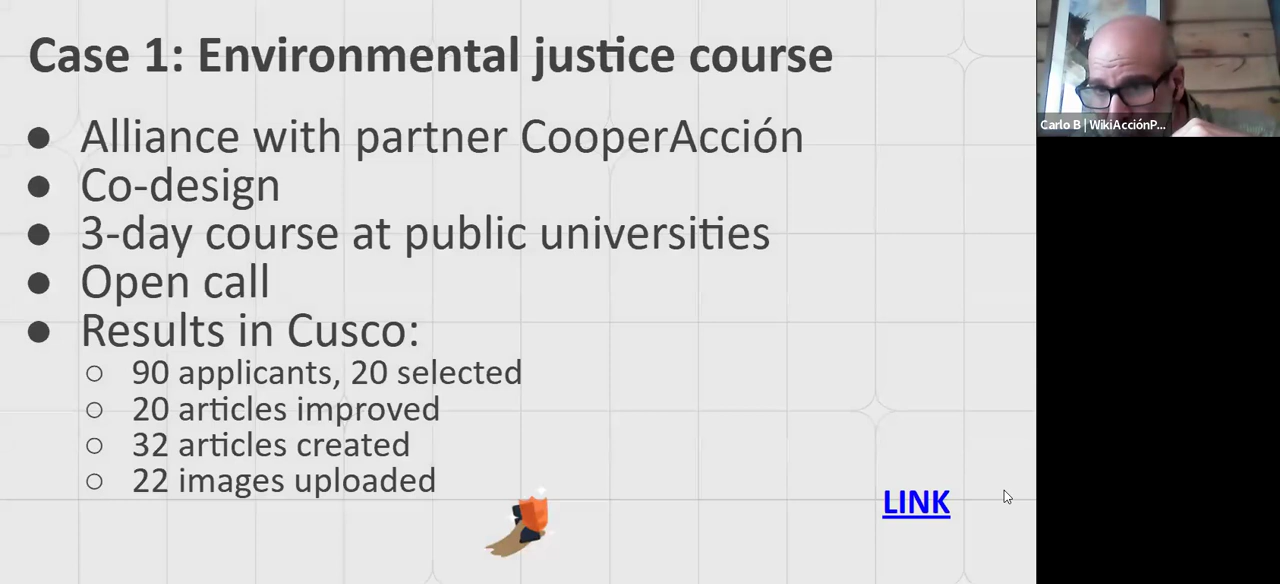 Case 1: Environmental justice course
● Alliance with partner CooperAcción
● Co-design
● 3-day course at public universities
● Open call
● Results in Cusco:
○ 90 applicants, 20 selected
○ 20 articles improved
○ 32 articles created
○ 22 images uploaded
LINK
Carlo B | WikiAcciónP...